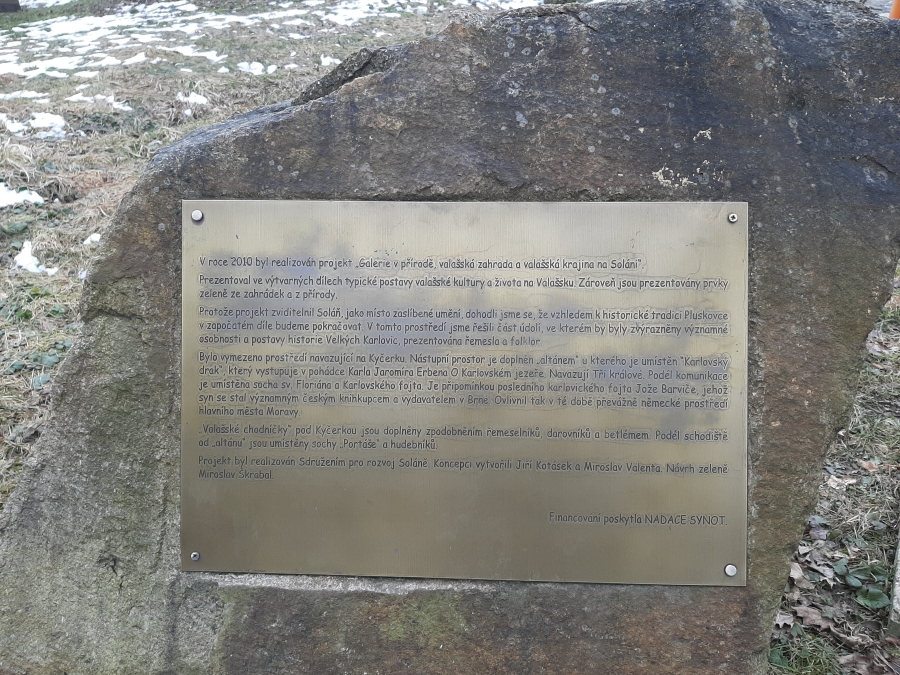 V roce 2010 byl realizován projekt „Galerie v přírodě, valašská zahrada a valašská krajina na Soláni".
Prezentoval ve výtvarných dílech typické postavy valašské kultury a života na Valašsku. Zároveň jsou prezentovány prvky
zeleně ze zahrádek a z přírody.
Protože projekt zviditelnil Soláň, jako místo zaslíbené umění, dohodli jsme se, že vzhledem k historické tradici Pluskovce
v započatém díle budeme pokračovat. V tomto prostředí jsme řešili část údolí, ve kterém by byly zvýrazněny významné
osobnosti a postavy historie Velkých Karlovic, prezentována řemesla a folklor.
Bylo vymezeno prostředí navazující na Kyčerku. Nástupní prostor je doplněn „altánem" u kterého je umístěn "Karlovský
drak", který vystupuje v pohádce Karla Jaromíra Erbena O Karlovském jezeře. Navazují Tři králové. Podél komunikace
je umístěna socha sv. Floriána a Karlovského fojta. Je připomínkou posledního karlovického fojta Jože Barviče, jehož
syn se stal významným českým knihkupcem a vydavatelem v Brně. Ovlivnil tak v té době převážně německé prostředí
hlavního města Moravy.
„Valašské chodníčky" pod Kyčerkou jsou doplněny zpodobněním řemeselníků, darovníků a betlémem. Podél schodiště
od „altánu" jsou umístěny sochy „Portáše" a hudebníků.
Projekt byl realizován Sdružením pro rozvoj Soláně. Koncepci vytvořili Jiří Kotásek a Miroslav Valenta. Návrh zeleně
Miroslav Škrabal.
Financování poskytla NADACE SYNOT.